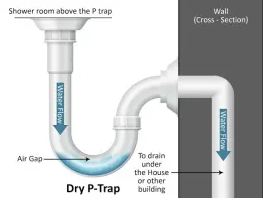 Shower room above the P trap
Wall
(Cross - Section)
Water Flow
Water Flow
Air Gap
To drain
under
the House
or other
building
Dry P-Trap